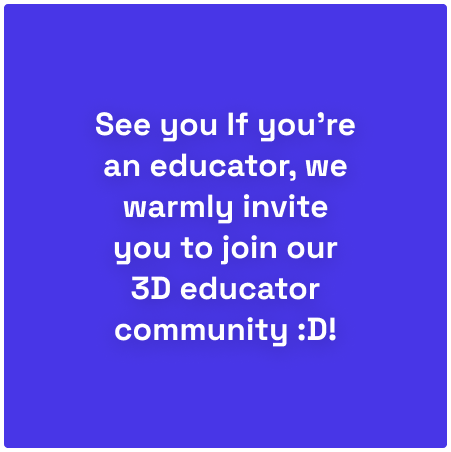 See you If you’re
an educator, we
warmly invite
you to join our
3D educator
community :D!